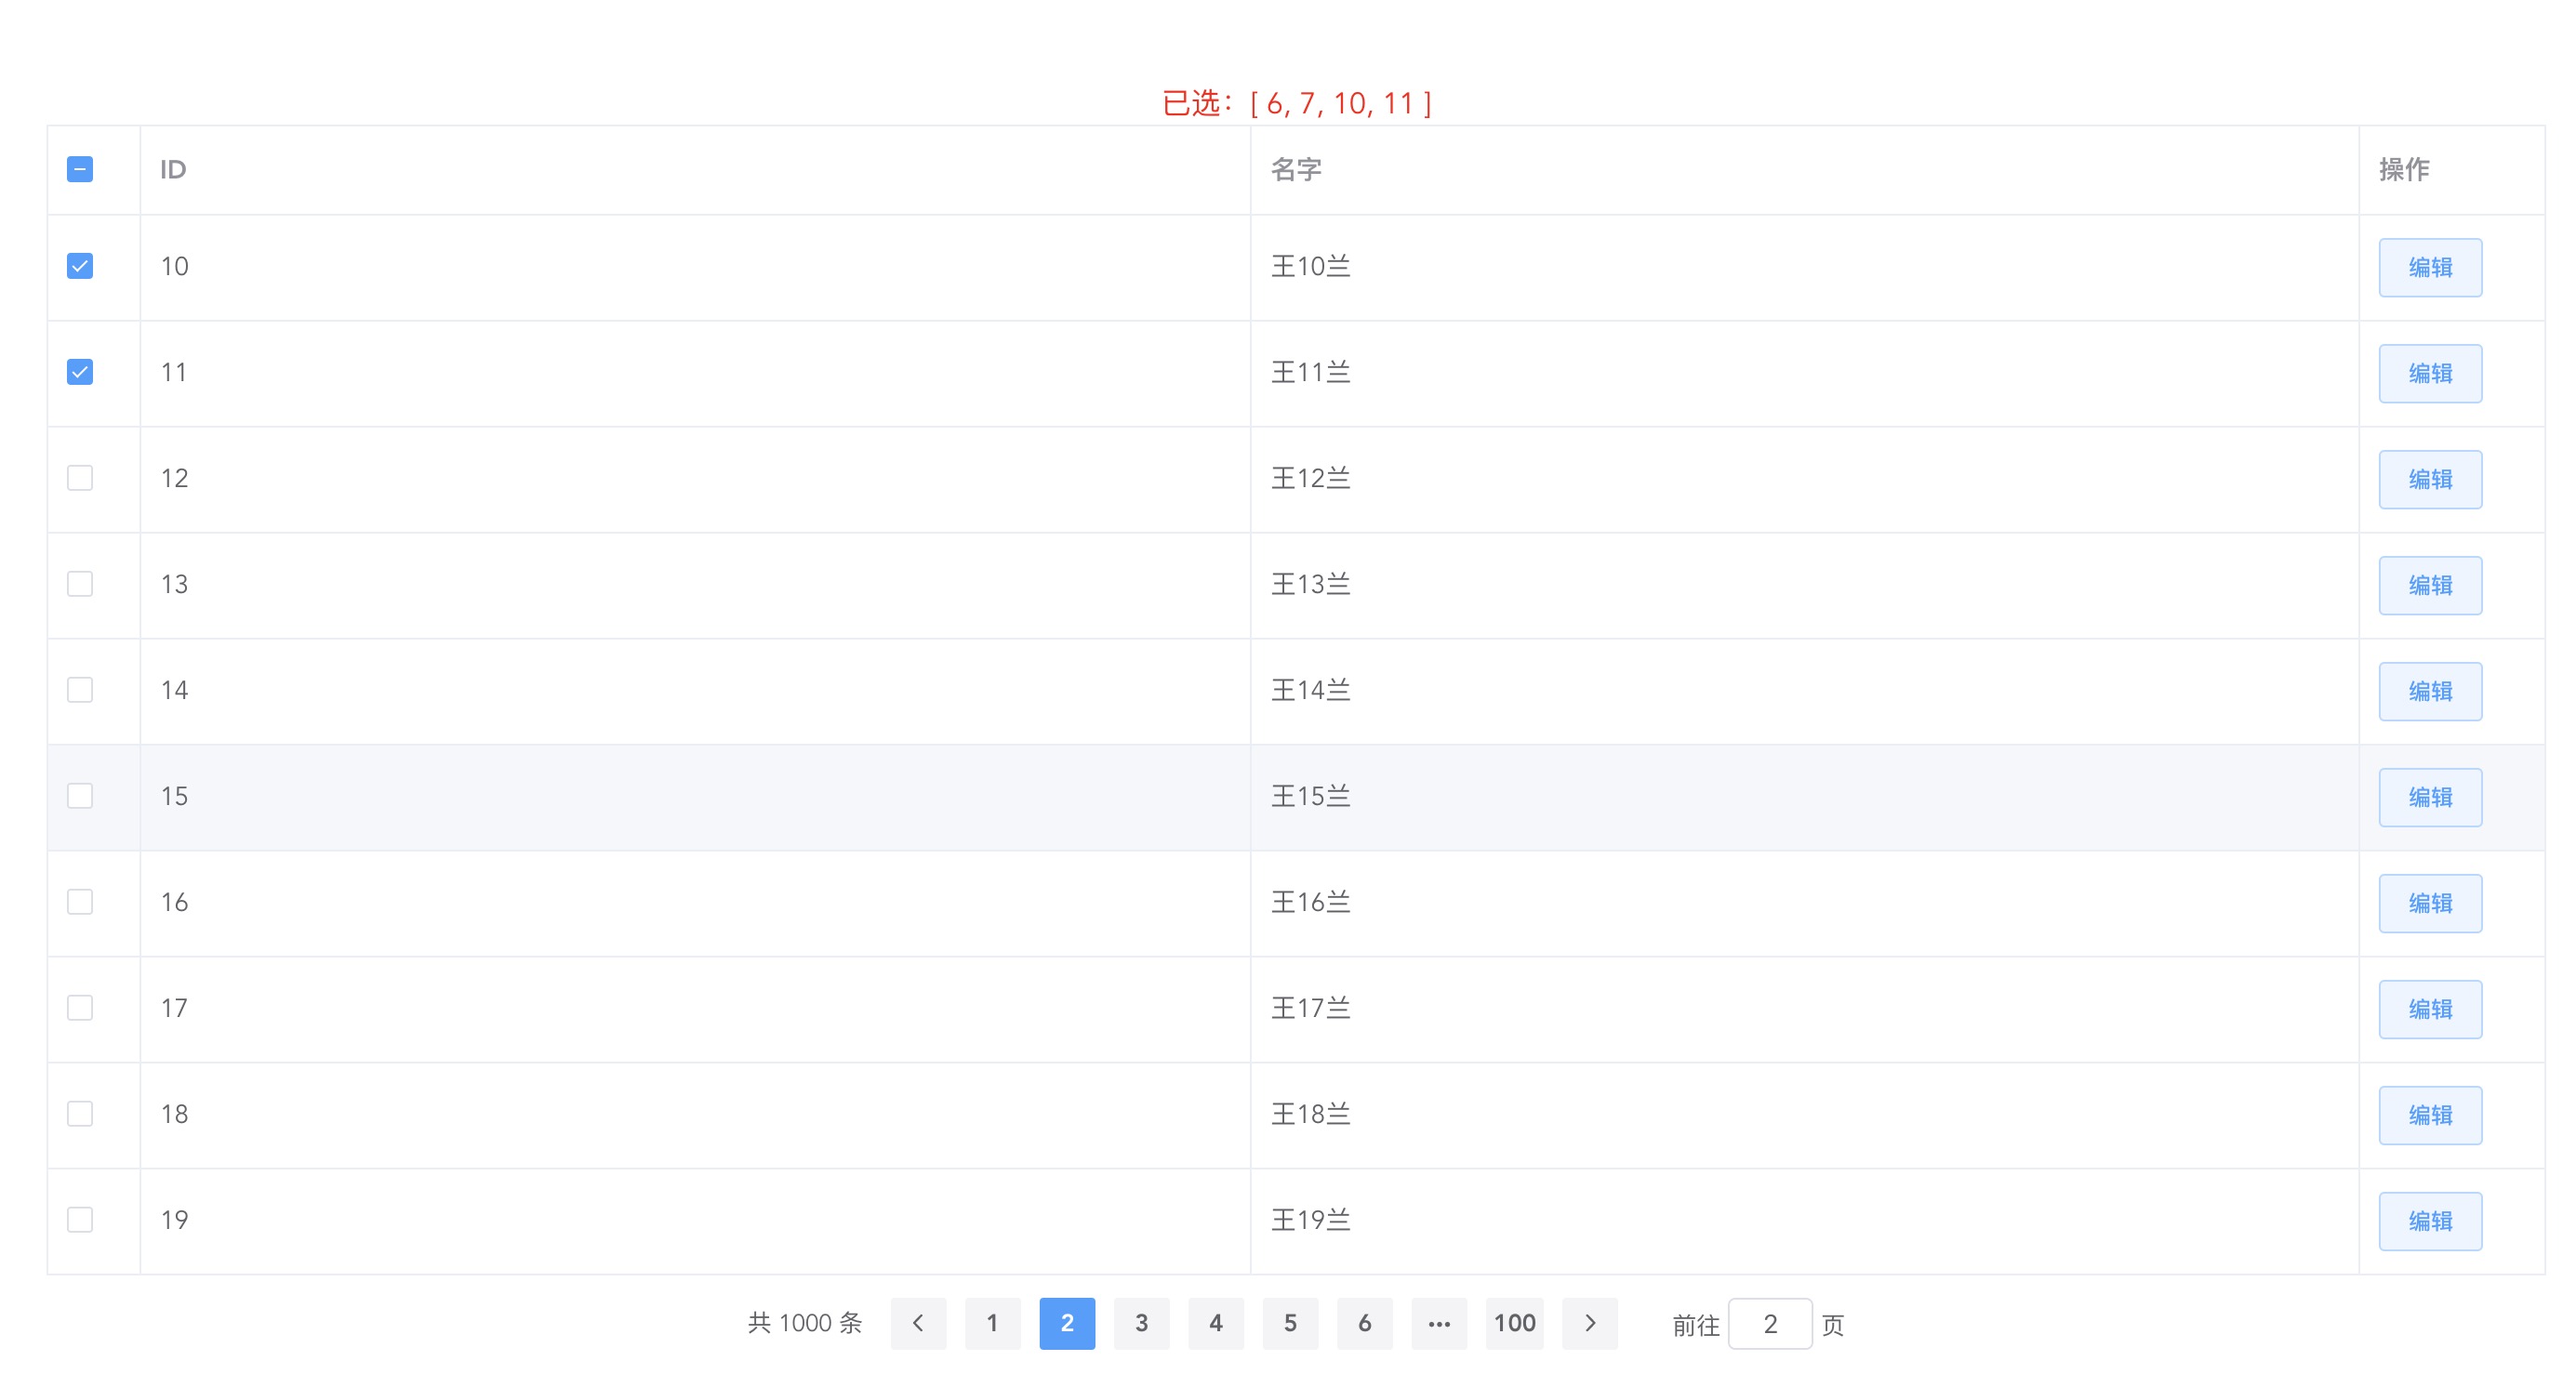 已选：[ 6, 7, 10, 11 ]
ID 名字 操作
10 王10兰 编辑
11 王11兰 编辑
12 王12兰 编辑
13 王13兰 编辑
14 王14兰 编辑
15 王15兰 编辑
16 王16兰 编辑
17 王17兰 编辑
18 王18兰 编辑
19 王19兰 编辑
共 1000 条 1 2 3 4 5 6 ••• 100 前往 2 页